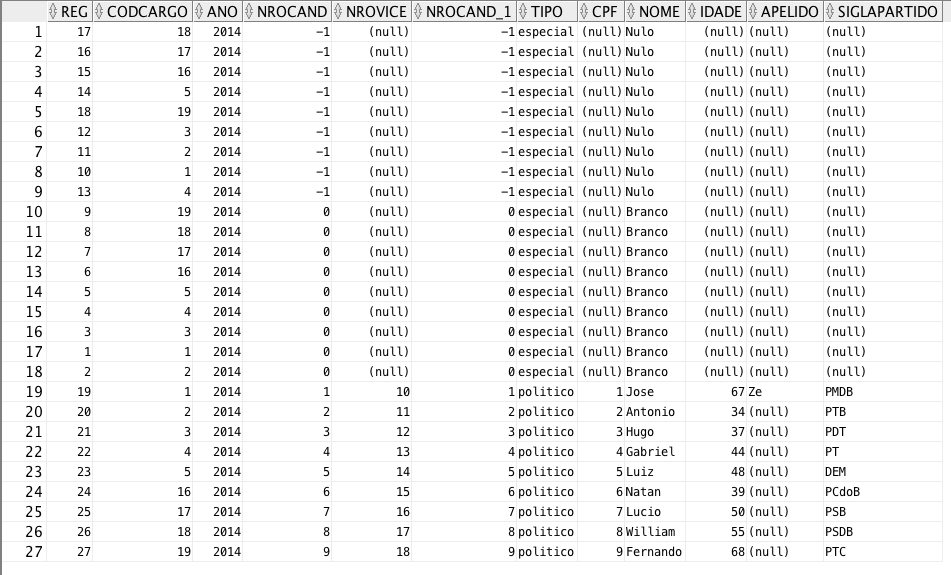 REG CODCARGO ANO NROCAND NROVICE NROCAND_1 TIPO CPF NOME IDADE APELIDO SIGLAPARTIDO
1 17 18 2014 -1 (null) -1 especial (null) Nulo (null) (null) (null)
2 16 17 2014 -1 (null) -1 especial (null) Nulo (null) (null) (null)
3 15 16 2014 -1 (null) -1 especial (null) Nulo (null) (null) (null)
4 14 5 2014 -1 (null) -1 especial (null) Nulo (null) (null) (null)
5 18 19 2014 -1 (null) -1 especial (null) Nulo (null) (null) (null)
6 12 3 2014 -1 (null) -1 especial (null) Nulo (null) (null) (null)
7 11 2 2014 -1 (null) -1 especial (null) Nulo (null) (null) (null)
8 10 1 2014 -1 (null) -1 especial (null) Nulo (null) (null) (null)
9 13 4 2014 -1 (null) -1 especial (null) Nulo (null) (null) (null)
10 9 19 2014 0 (null) 0 especial (null) Branco (null) (null) (null)
11 8 18 2014 0 (null) 0 especial (null) Branco (null) (null) (null)
12 7 17 2014 0 (null) 0 especial (null) Branco (null) (null) (null)
13 6 16 2014 0 (null) 0 especial (null) Branco (null) (null) (null)
14 5 5 2014 0 (null) 0 especial (null) Branco (null) (null) (null)
15 4 4 2014 0 (null) 0 especial (null) Branco (null) (null) (null)
16 3 3 2014 0 (null) 0 especial (null) Branco (null) (null) (null)
17 1 1 2014 0 (null) 0 especial (null) Branco (null) (null) (null)
18 2 2 2014 0 (null) 0 especial (null) Branco (null) (null) (null)
19 19 1 2014 1 10 1 politico 1 Jose 67 Ze PMDB
20 20 2 2014 2 11 2 politico 2 Antonio 34 (null) PTB
21 21 3 2014 3 12 3 politico 3 Hugo 37 (null) PDT
22 22 4 2014 4 13 4 politico 4 Gabriel 44 (null) PT
23 23 5 2014 5 14 5 politico 5 Luiz 48 (null) DEM
24 24 16 2014 6 15 6 politico 6 Natan 39 (null) PCdoB
25 25 17 2014 7 16 7 politico 7 Lucio 50 (null) PSB
26 26 18 2014 8 17 8 politico 8 William 55 (null) PSDB
27 27 19 2014 9 18 9 politico 9 Fernando 68 (null) PTC